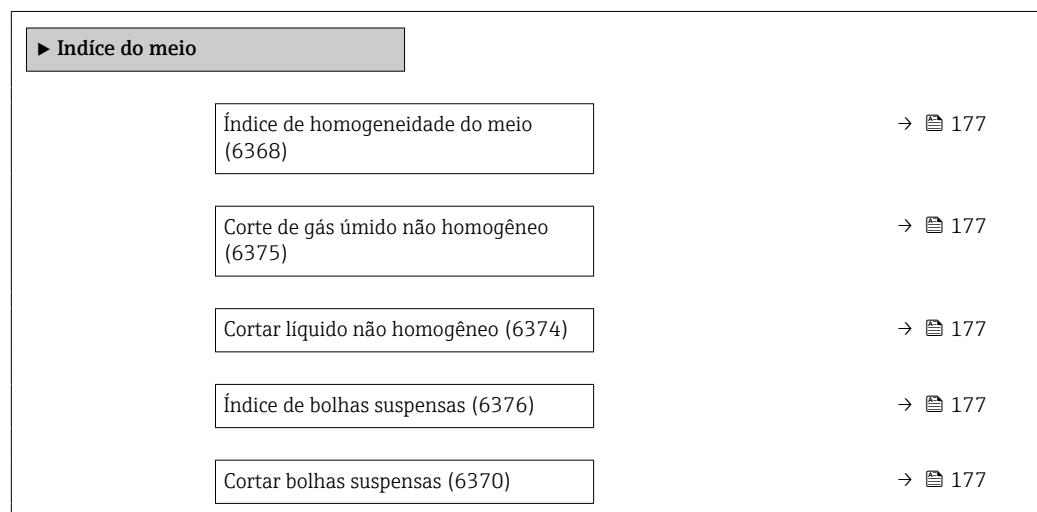 ► Indíce do meio
Índice de homogeneidade do meio → 177
(6368)
Corte de gás úmido não homogêneo → 177
(6375)
Cortar líquido não homogêneo (6374) → 177
Índice de bolhas suspensas (6376) → 177
Cortar bolhas suspensas (6370) → 177